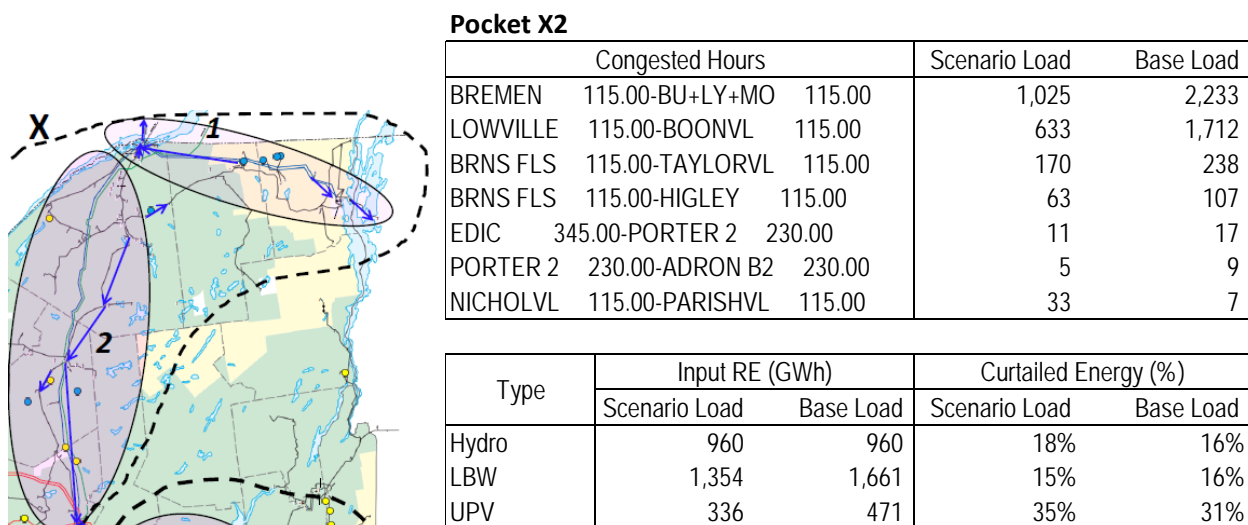 Pocket X2
Congested Hours Scenario Load Base Load
BREMEN 115.00-BU+LY+MO 115.00 1,025 2,233
LOWVILLE 115.00-BOONVL 115.00 633 1,712
BRNS FLS 115.00-TAYLORVL 115.00 170 238
BRNS FLS 115.00-HIGLEY 115.00 63 107
EDIC 345.00-PORTER 2 230.00 11 17
PORTER 2 230.00-ADRON B2 230.00 5 9
NICHOLVL 115.00-PARISHVL 115.00 33 7
Type Input RE (GWh) Curtailed Energy (%)
Scenario Load Base Load Scenario Load Base Load
Hydro 960 960 18% 16%
LBW 1,354 1,661 15% 16%
UPV 336 471 35% 31%
X
1
2